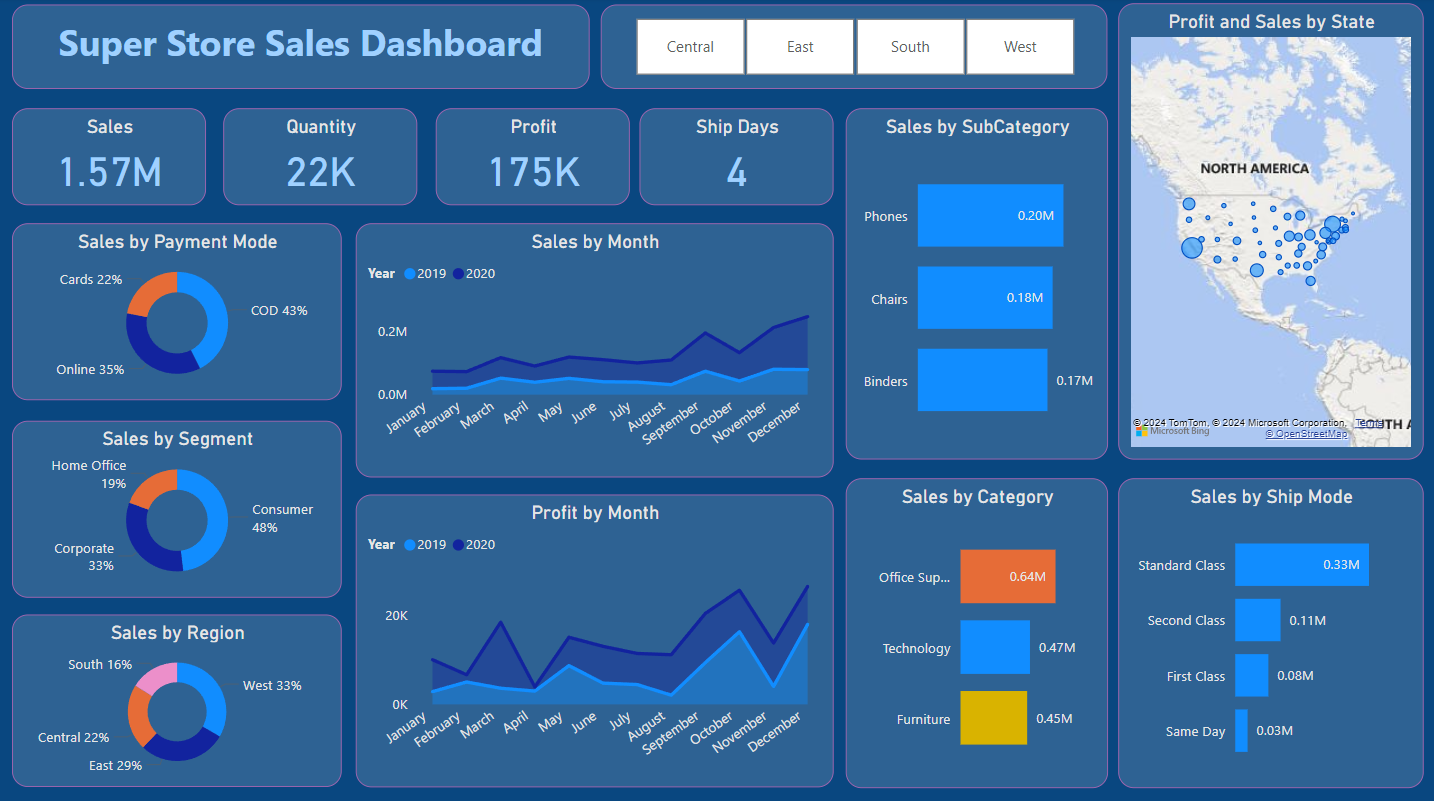 Super Store Sales Dashboard
Central
East
South
West
Profit and Sales by State
NORTH AMERICA
© 2024 TomTom, © 2024 Microsoft Corporation, Terms
Microsoft Bing
© OpenStreetMap
Sales
1.57M
Quantity
22K
Profit
175K
Ship Days
4
Sales by SubCategory
Phones
0.20M
Chairs
0.18M
Binders
0.17M
Sales by Payment Mode
Cards 22%
COD 43%
Online 35%
Sales by Month
Year 2019 2020
0.2M
0.0M
January
February
March
April
May
June
July
August
September
October
November
December
Sales by Segment
Home Office
19%
Consumer
48%
Corporate
33%
Profit by Month
Year 2019 2020
20K
0K
January
February
March
April
May
June
July
August
September
October
November
December
Sales by Category
Office Sup...
0.64M
Technology
0.47M
Furniture
0.45M
Sales by Ship Mode
Standard Class
0.33M
Second Class
0.11M
First Class
0.08M
Same Day
0.03M
Sales by Region
South 16%
West 33%
Central 22%
East 29%